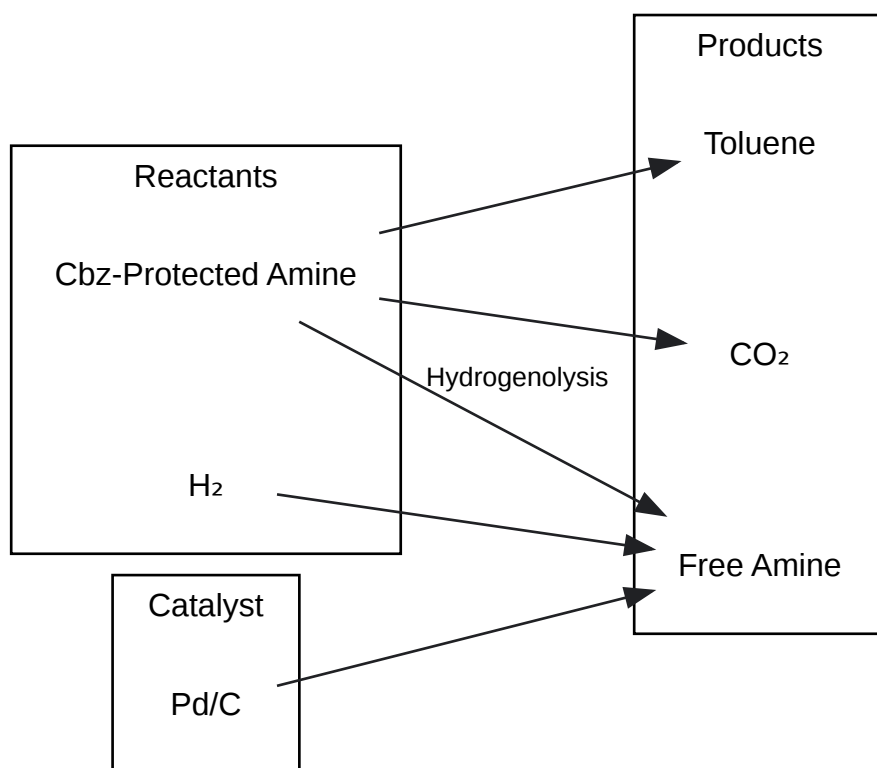 Products
Toluene
Reactants
Cbz-Protected Amine
CO₂
Hydrogenolysis
H₂
Free Amine
Catalyst
Pd/C